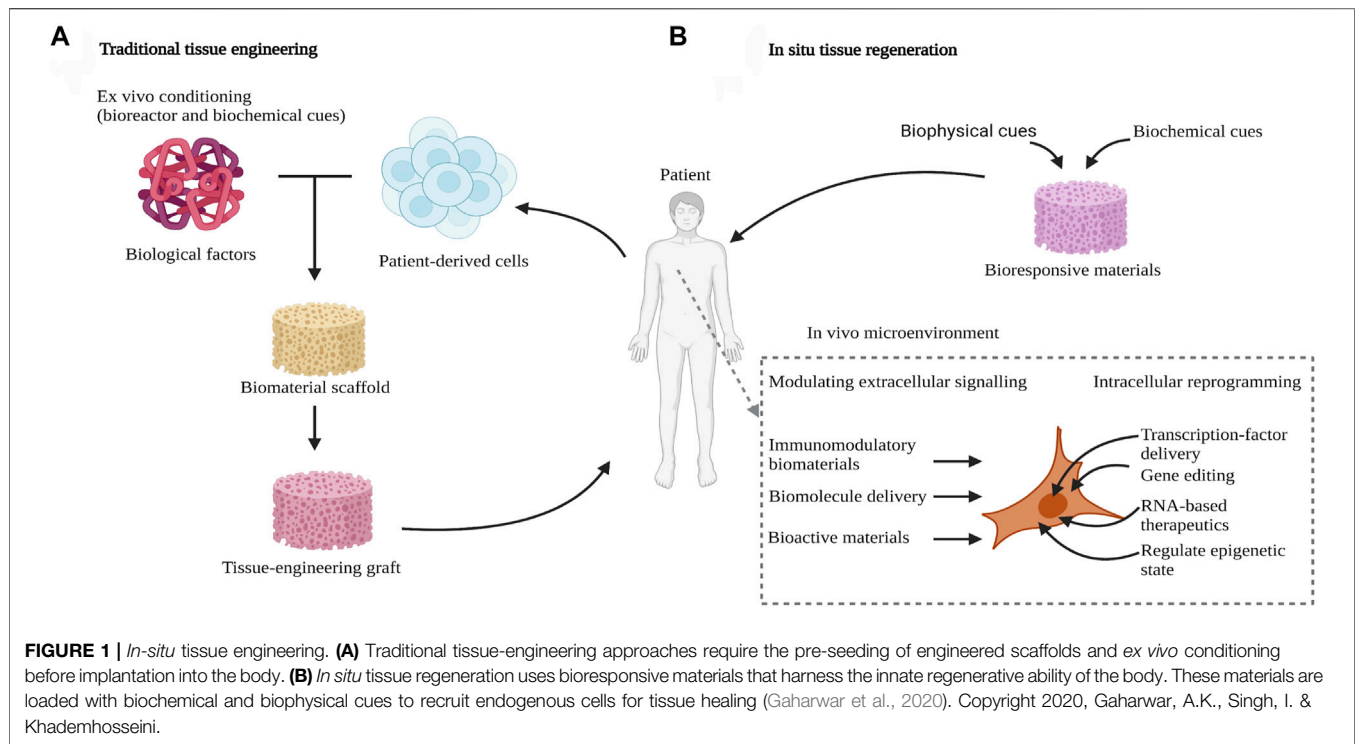 A
Traditional tissue engineering
Ex vivo conditioning
(bioreactor and biochemical cues)
Biological factors
Patient-derived cells
Biomaterial scaffold
Tissue-engineering graft
Patient
B
In situ tissue regeneration
Biophysical cues
Biochemical cues
Bioresponsive materials
In vivo microenvironment
Modulating extracellular signalling
Intracellular reprogramming
Immunomodulatory
biomaterials
Biomolecule delivery
Bioactive materials
Transcription-factor
delivery
Gene editing
RNA-based
therapeutics
Regulate epigenetic
state
FIGURE 1 | In-situ tissue engineering. (A) Traditional tissue-engineering approaches require the pre-seeding of engineered scaffolds and ex vivo conditioning
before implantation into the body. (B) In situ tissue regeneration uses bioresponsive materials that harness the innate regenerative ability of the body. These materials are
loaded with biochemical and biophysical cues to recruit endogenous cells for tissue healing (Gaharwar et al., 2020). Copyright 2020, Gaharwar, A.K., Singh, I. &
Khademhosseini.